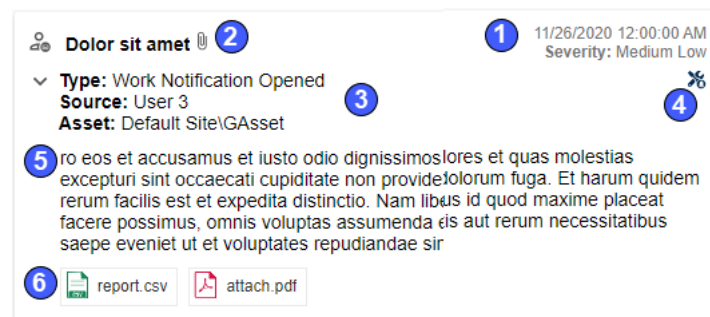 Dolor sit amet 2
1 11/26/2020 12:00:00 AM
Severity: Medium Low
Type: Work Notification Opened
Source: User 3
3
4
Asset: Default Site\GAsset
5 ro eos et accusamus et iusto odio dignissimos lores et quas molestias
excepturi sint occaecati cupiditate non provide dolorum fuga. Et harum quidem
rerum facilis est et expedita distinctio. Nam lib us id quod maxime placeat
facere possimus, omnis voluptas assumenda is aut rerum necessitatibus
saepe eveniet ut et voluptates repudiandae sir
6 report.csv attach.pdf